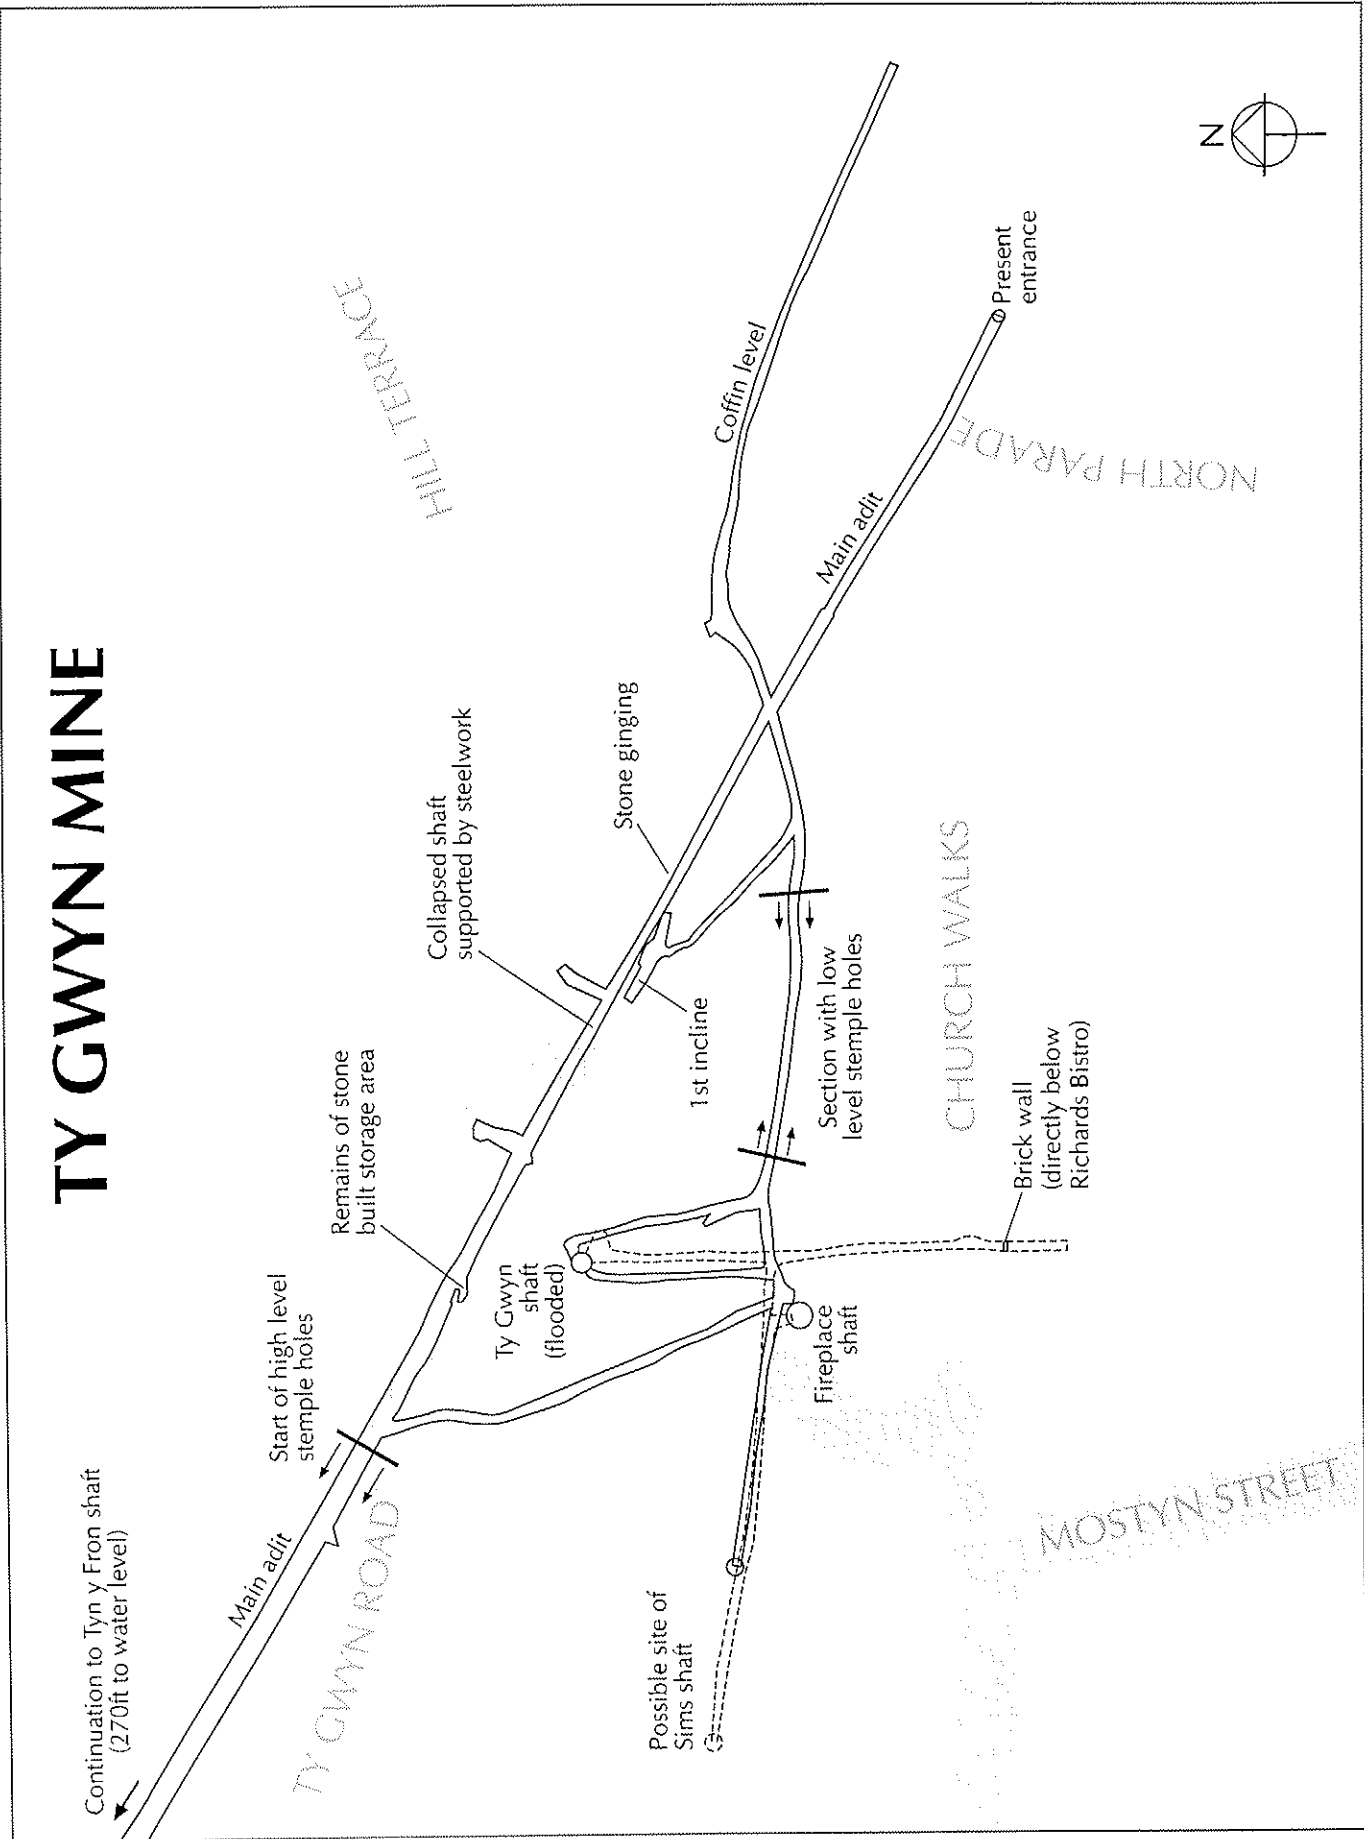 TY GWYN MINE
Continuation to Tyn y Fron shaft
(270ft to water level)
Main adit
Start of high level
stemple holes
TY GWYN ROAD
Remains of stone
built storage area
Collapsed shaft
supported by steelwork
Stone ginging
HILL TERRACE
Ty Gwyn
shaft
(flooded)
1st incline
Coffin level
Main adit
Possible site of
Sims shaft
Fireplace
shaft
Section with low
level stemple holes
CHURCH WALKS
NORTH PARADE
Present
entrance
N
Brick wall
(directly below
Richards Bistro)
MOSTYN STREET